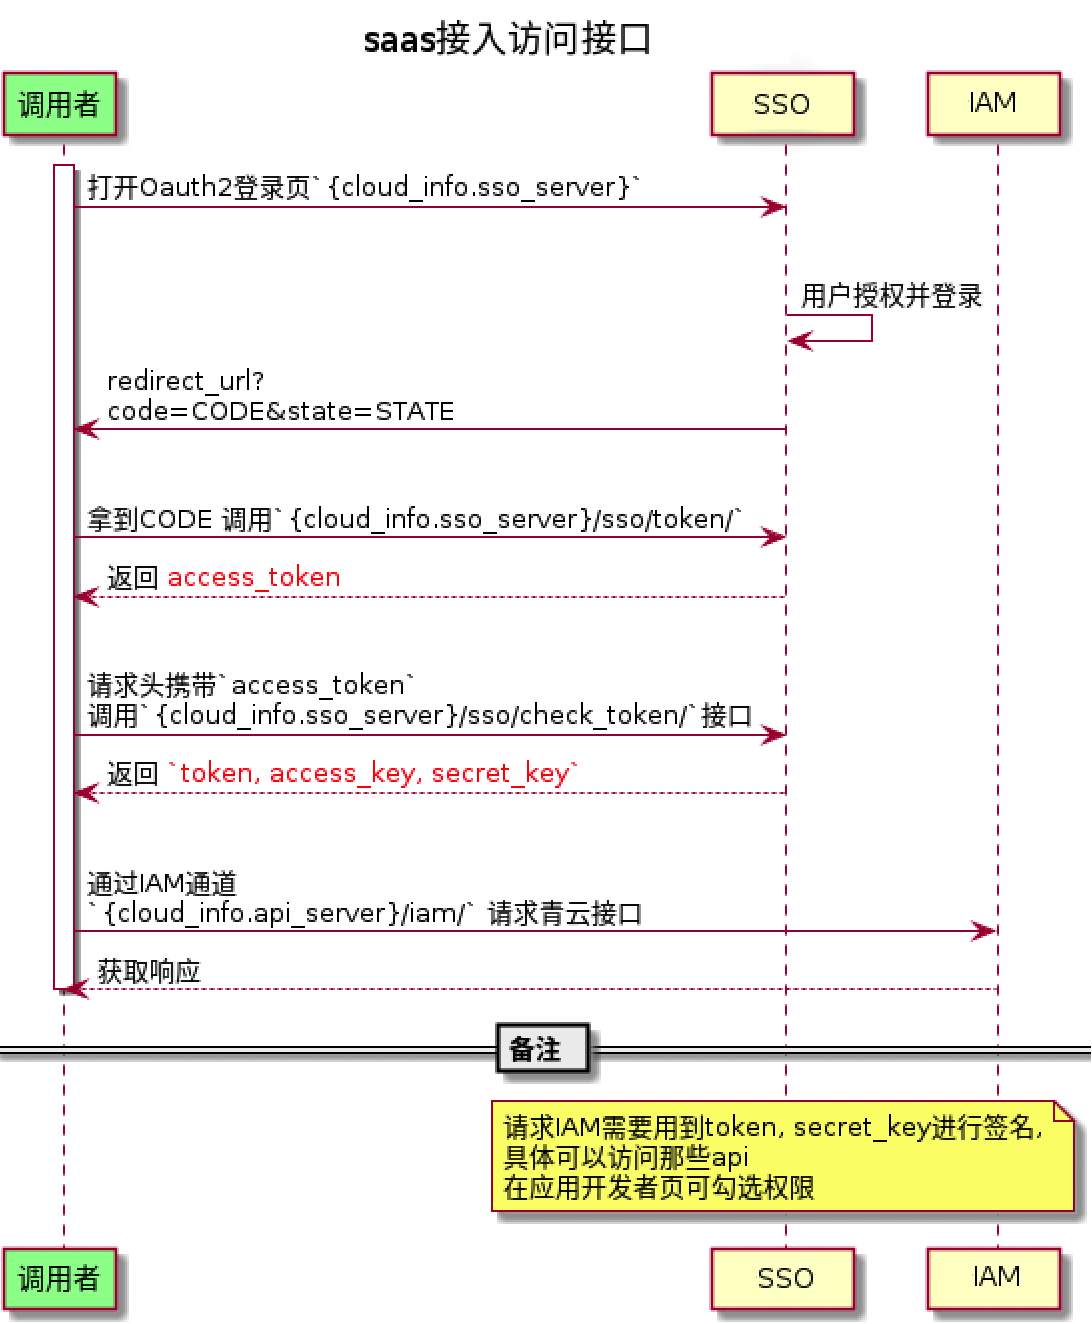 saas接入访问接口
调用者
SSO
IAM
打开Oauth2登录页`{cloud_info.sso_server}`
用户授权并登录
redirect_url?
code=CODE&state=STATE
拿到CODE 调用`{cloud_info.sso_server}/sso/token/`
返回 access_token
请求头携带`access_token`
调用`{cloud_info.sso_server}/sso/check_token/`接口
返回 `token, access_key, secret_key`
通过IAM通道
`{cloud_info.api_server}/iam/` 请求青云接口
获取响应
备注
请求IAM需要用到token, secret_key进行签名,
具体可以访问那些api
在应用开发者页可勾选权限
调用者
SSO
IAM